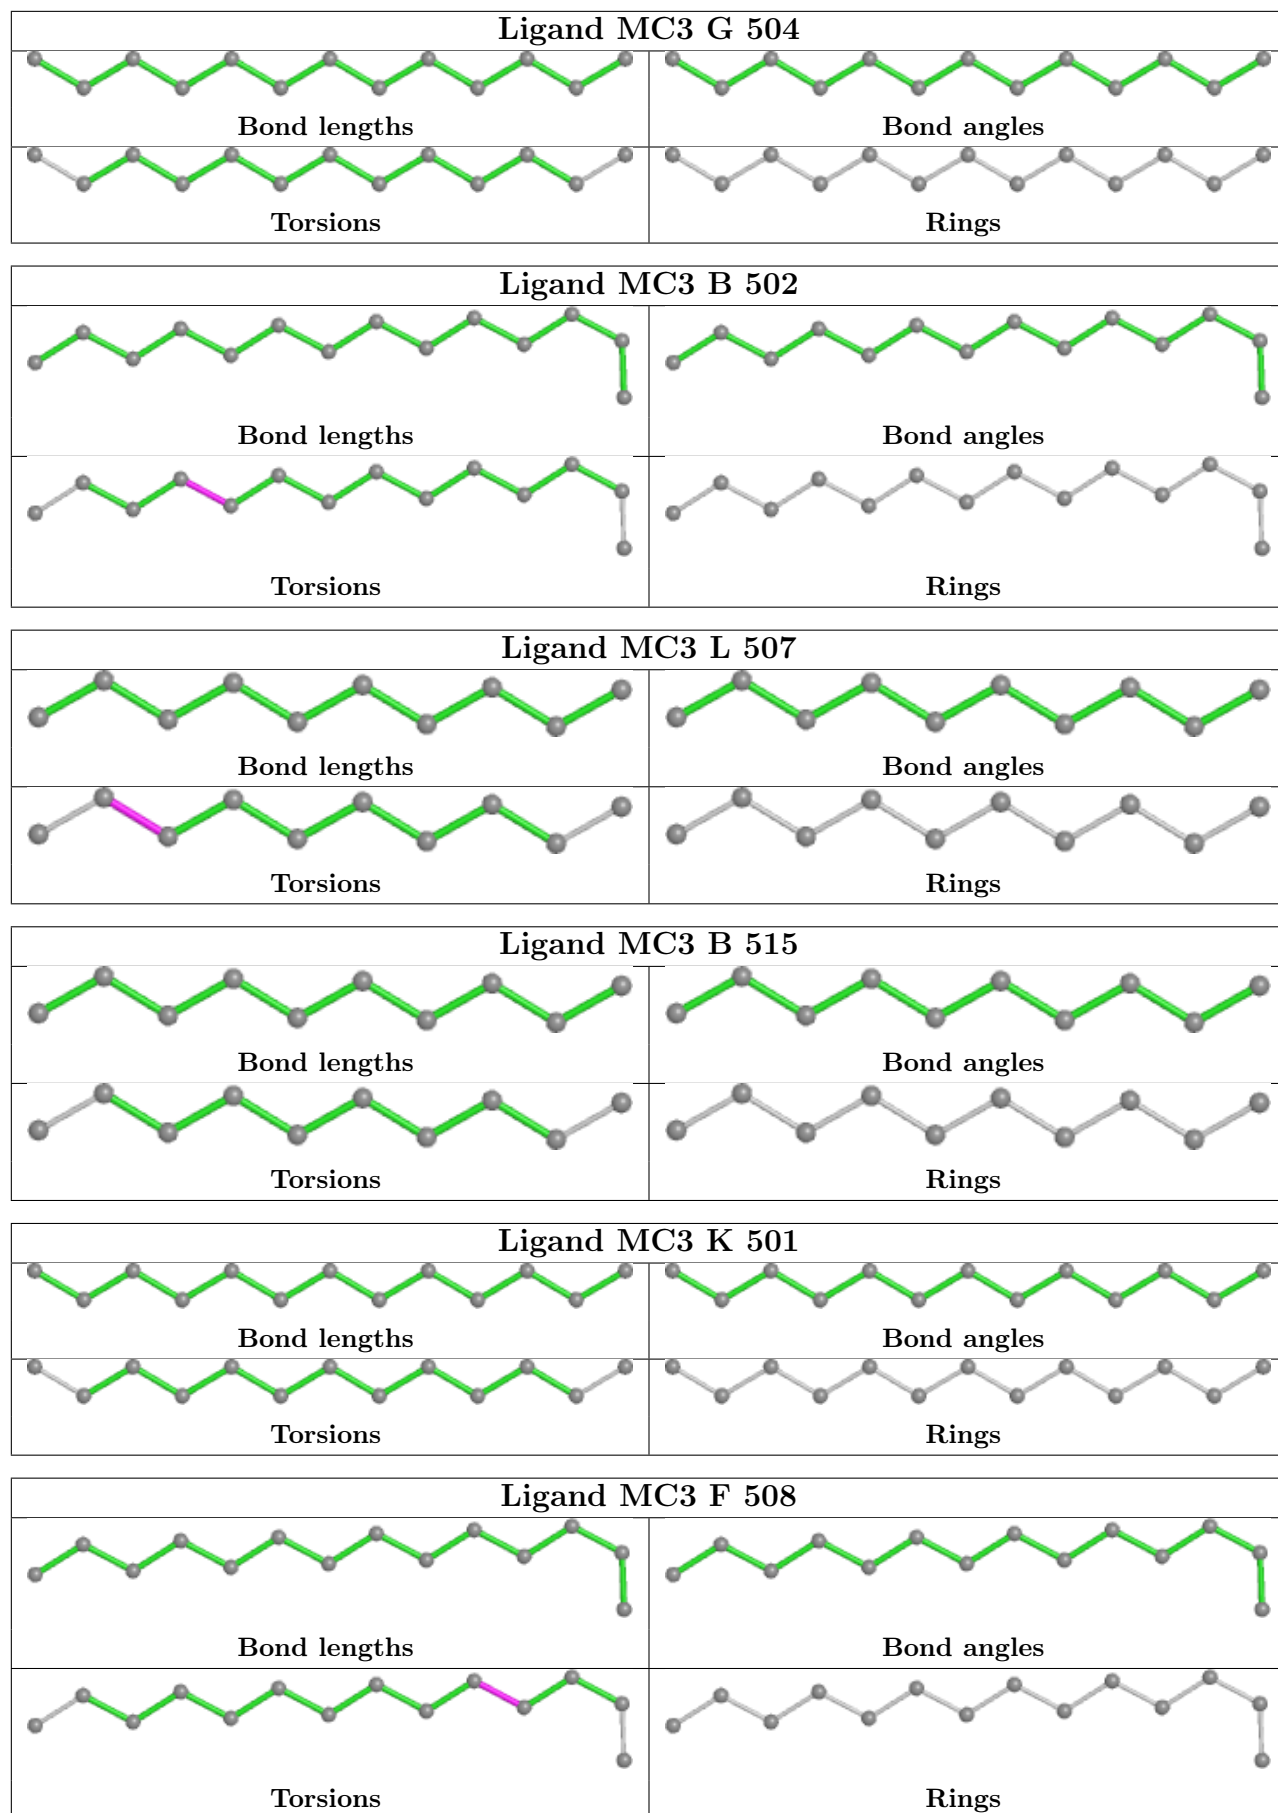 Ligand MC3 G 504
Bond lengths
Bond angles
Torsions
Rings
Ligand MC3 B 502
Bond lengths
Bond angles
Torsions
Rings
Ligand MC3 L 507
Bond lengths
Bond angles
Torsions
Rings
Ligand MC3 B 515
Bond lengths
Bond angles
Torsions
Rings
Ligand MC3 K 501
Bond lengths
Bond angles
Torsions
Rings
Ligand MC3 F 508
Bond lengths
Bond angles
Torsions
Rings